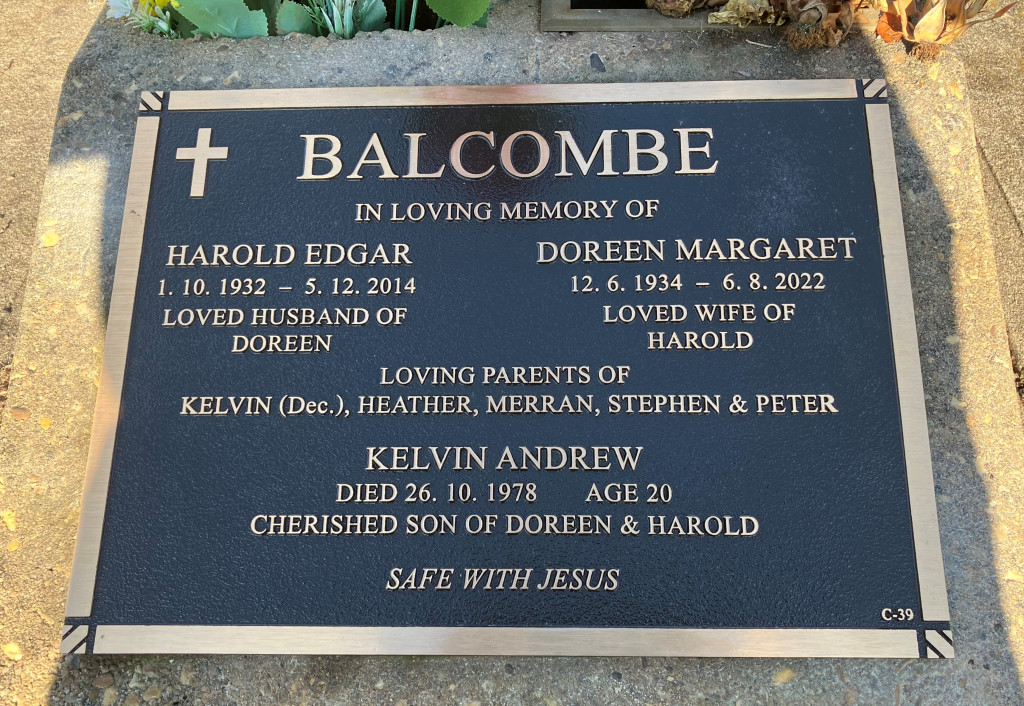 BALCOMBE
IN LOVING MEMORY OF
HAROLD EDGAR
1. 10. 1932 – 5. 12. 2014
LOVED HUSBAND OF
DOREEN
DOREEN MARGARET
12. 6. 1934 – 6. 8. 2022
LOVED WIFE OF
HAROLD
LOVING PARENTS OF
KELVIN (Dec.), HEATHER, MERRAN, STEPHEN & PETER
KELVIN ANDREW
DIED 26. 10. 1978 AGE 20
CHERISHED SON OF DOREEN & HAROLD
SAFE WITH JESUS
C-39